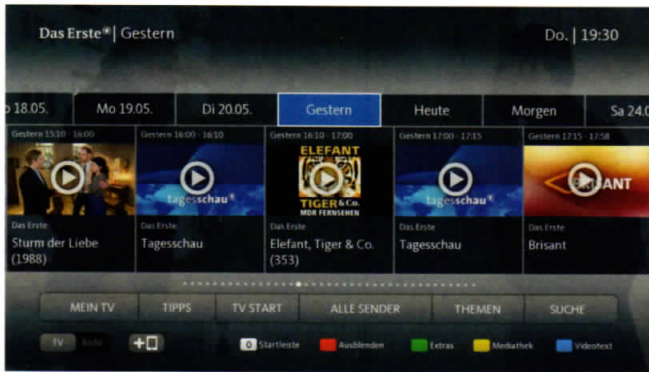 Das Erste | Gestern
Do. | 19:30
o 18.05.
Mo 19.05.
Di 20.05.
Gestern
Heute
Morgen
Sa 24.0
Gestern 15:10 - 16:00
Gestern 16:00 - 16:10
Gestern 16:10 - 17:00
Gestern 17:00 - 17:15
Gestern 17:15 - 17:58
tagesschau
ELEFANT
TIGER & Co.
MDR FERNSEHEN
tagesschau
BRISANT
Das Erste
Das Erste
Das Erste
Das Erste
Das Erste
Sturm der Liebe
(1988)
Tagesschau
Elefant, Tiger & Co.
(353)
Tagesschau
Brisant
MEIN TV
TIPPS
TV START
ALLE SENDER
THEMEN
SUCHE
TV
Radio
+
0 Startleiste
Ausblenden
Extras
Mediathek
Videotext